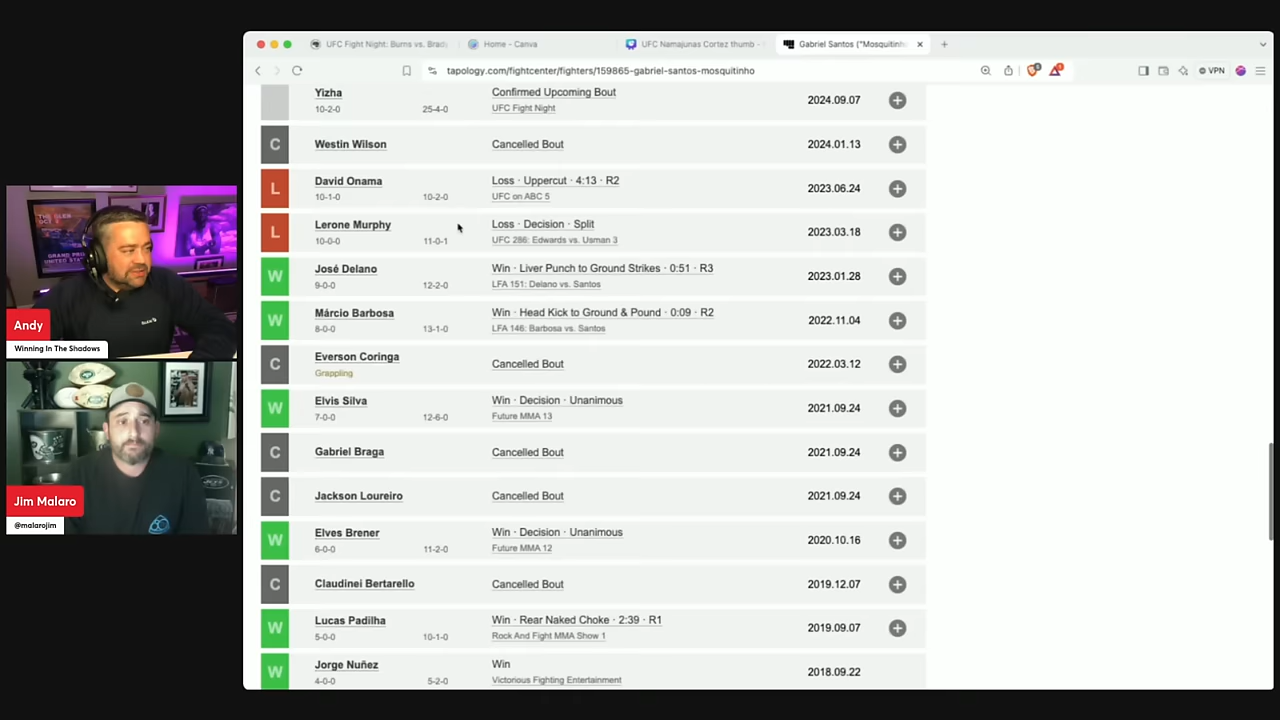 UFC Fight Night: Burns vs. Brady
Home - Canva
UFC Namajunas Cortez thumb -
Gabriel Santos ("Mosquitinh
tapology.com/fightcenter/fighters/159865-gabriel-santos-mosquitinho
VPN
Yizha
Confirmed Upcoming Bout
2024.09.07
10-2-0
25-4-0
UFC Fight Night
C
Westin Wilson
Cancelled Bout
2024.01.13
L
David Onama
Loss · Uppercut · 4:13 · R2
2023.06.24
10-1-0
10-2-0
UFC on ABC 5
L
Lerone Murphy
Loss · Decision · Split
2023.03.18
10-0-0
11-0-1
UFC 286: Edwards vs. Usman 3
W
José Delano
Win · Liver Punch to Ground Strikes · 0:51 · R3
2023.01.28
9-0-0
12-2-0
LFA 151: Delano vs. Santos
W
Márcio Barbosa
Win · Head Kick to Ground & Pound · 0:09 · R2
2022.11.04
8-0-0
13-1-0
LFA 146: Barbosa vs. Santos
C
Everson Coringa
Grappling
Cancelled Bout
2022.03.12
W
Elvis Silva
Win · Decision · Unanimous
2021.09.24
7-0-0
12-6-0
Future MMA 13
C
Gabriel Braga
Cancelled Bout
2021.09.24
C
Jackson Loureiro
Cancelled Bout
2021.09.24
W
Elves Brener
Win · Decision · Unanimous
2020.10.16
6-0-0
11-2-0
Future MMA 12
C
Claudinei Bertarello
Cancelled Bout
2019.12.07
W
Lucas Padilha
Win · Rear Naked Choke · 2:39 · R1
2019.09.07
5-0-0
10-1-0
Rock And Fight MMA Show 1
W
Jorge Nuñez
Win
2018.09.22
4-0-0
5-2-0
Victorious Fighting Entertainment
Andy
Winning In The Shadows
Jim Malaro
@malarojim